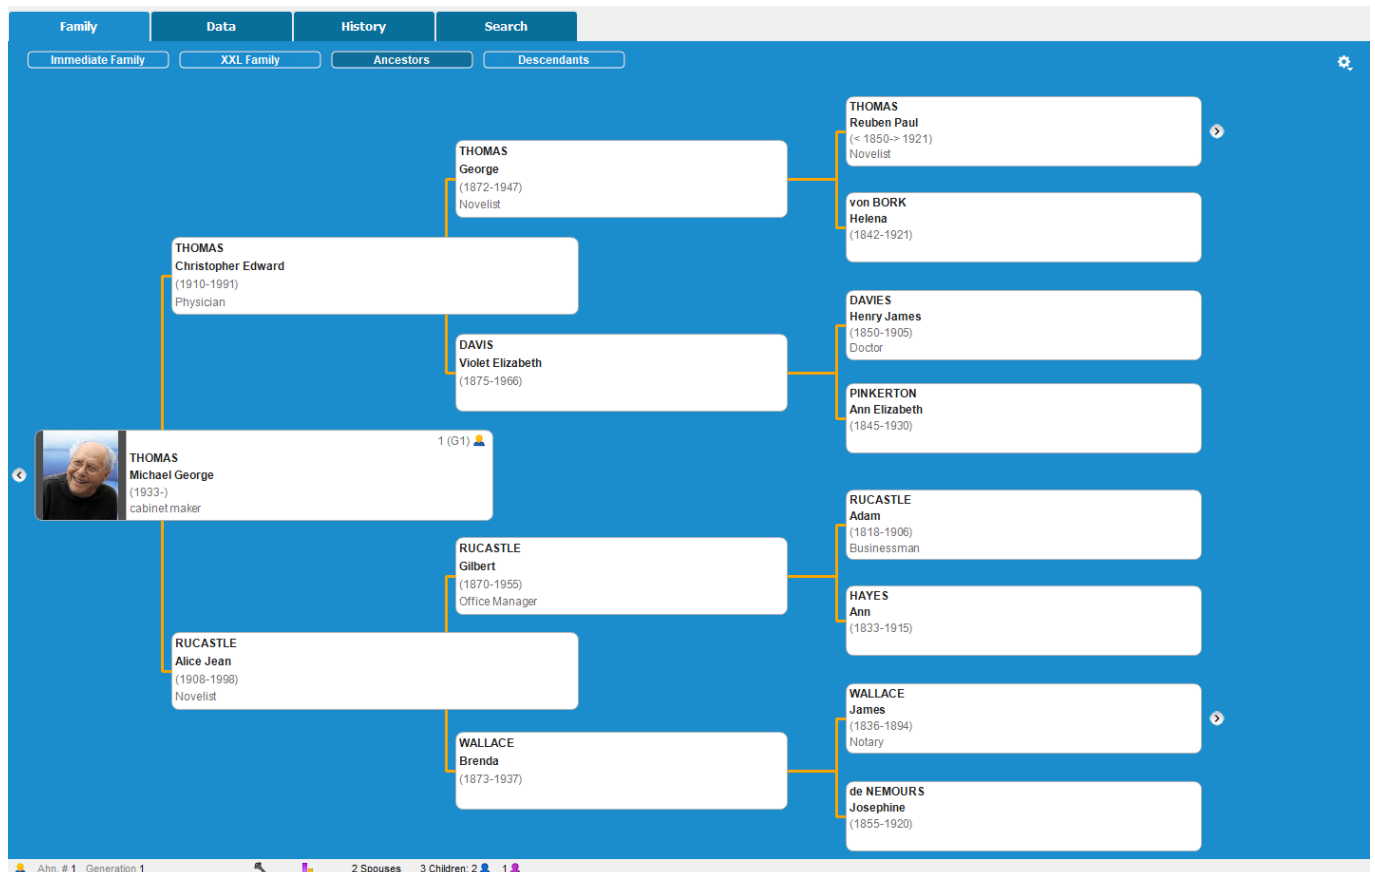 Family Data History Search
Immediate Family XXL Family Ancestors Descendants
THOMAS
Reuben Paul
(< 1850-> 1921)
Novelist
THOMAS
George
(1872-1947)
Novelist
von BORK
Helena
(1842-1921)
THOMAS
Christopher Edward
(1910-1991)
Physician
DAVIES
Henry James
(1850-1905)
Doctor
DAVIS
Violet Elizabeth
(1875-1966)
PINKERTON
Ann Elizabeth
(1845-1930)
1 (G1)
THOMAS
Michael George
(1933-)
cabinet maker
RUCASTLE
Adam
(1818-1906)
Businessman
RUCASTLE
Gilbert
(1870-1955)
Office Manager
HAYES
Ann
(1833-1915)
RUCASTLE
Alice Jean
(1908-1998)
Novelist
WALLACE
James
(1836-1894)
Notary
WALLACE
Brenda
(1873-1937)
de NEMOURS
Josephine
(1855-1920)
Ahn. # 1 Generation 1 2 Spouses 3 Children: 2 1